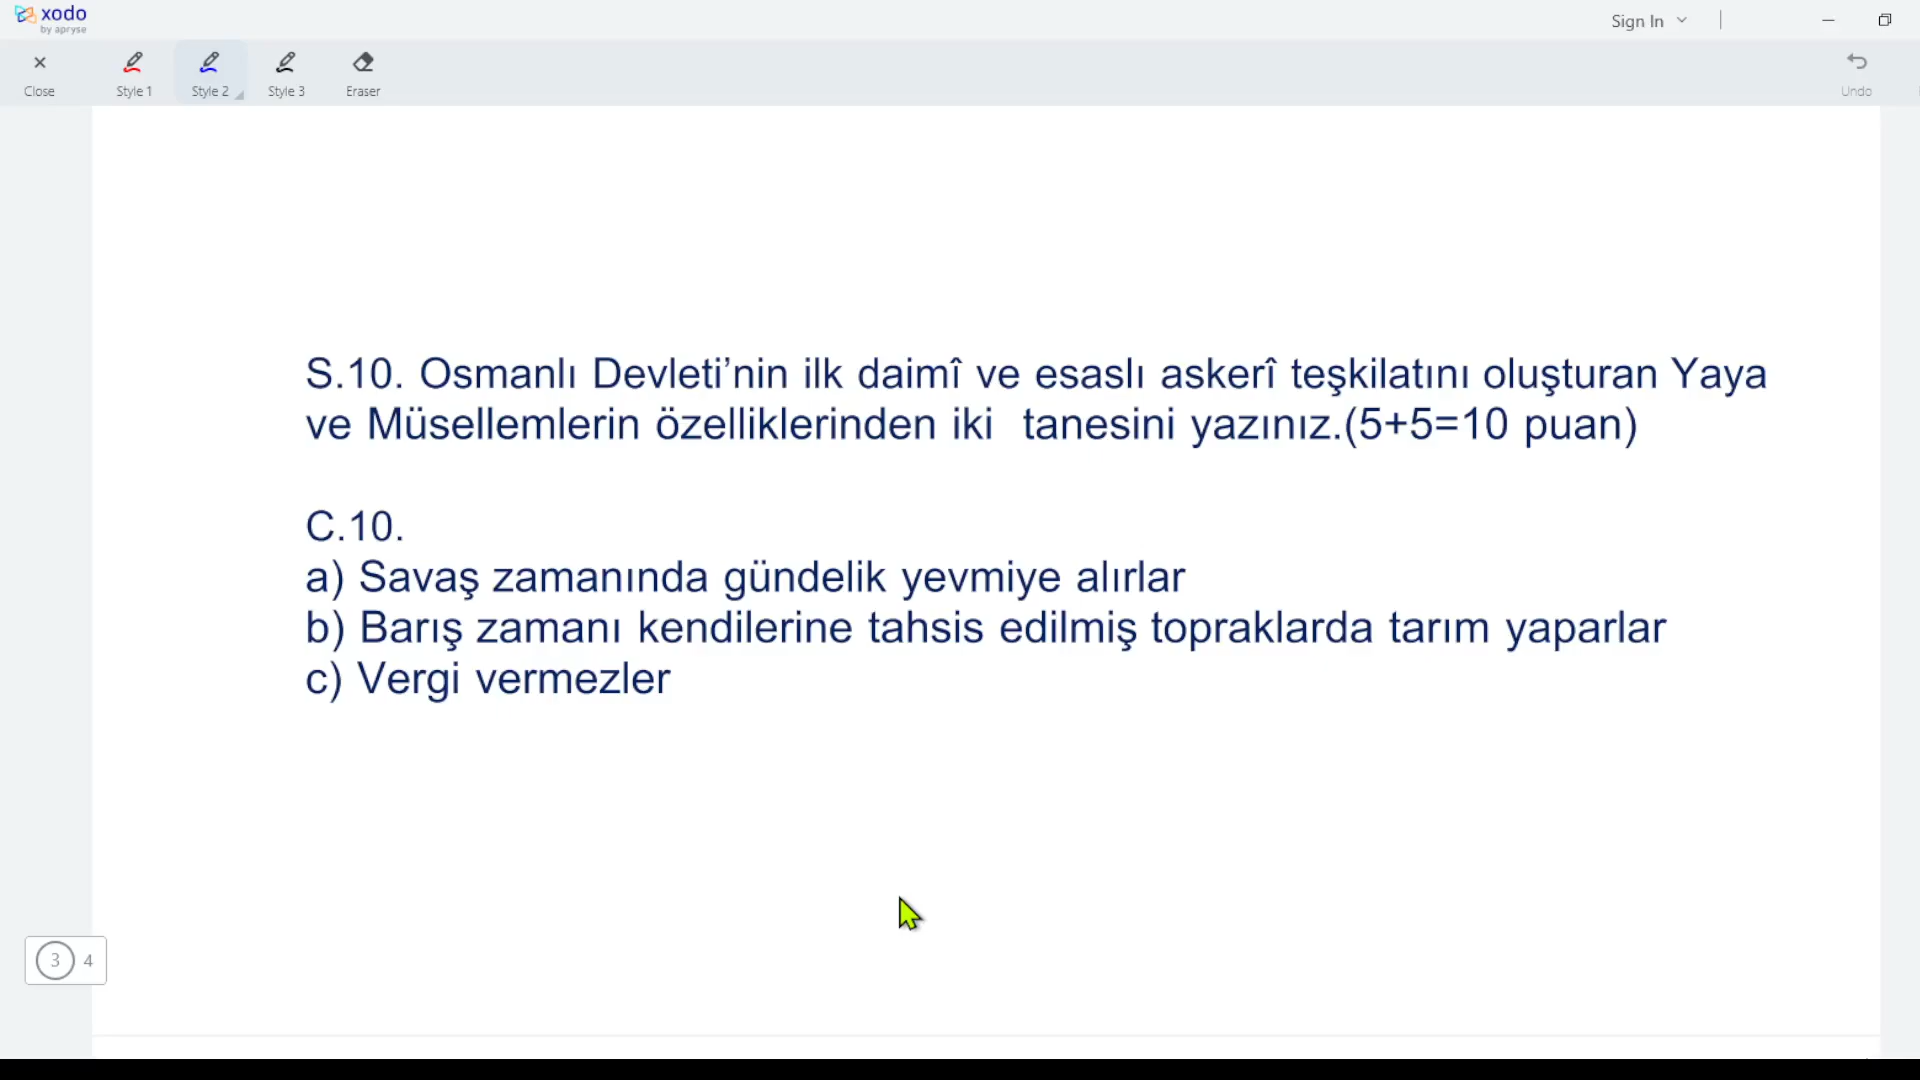 xodo
by apryse
Sign In
Close
Style 1
Style 2
Style 3
Eraser
Undo
S.10. Osmanlı Devleti’nin ilk daimî ve esaslı askerî teşkilatını oluşturan Yaya
ve Müsellemlerin özelliklerinden iki  tanesini yazınız.(5+5=10 puan)
C.10.
a) Savaş zamanında gündelik yevmiye alırlar
b) Barış zamanı kendilerine tahsis edilmiş topraklarda tarım yaparlar
c) Vergi vermezler
3 4